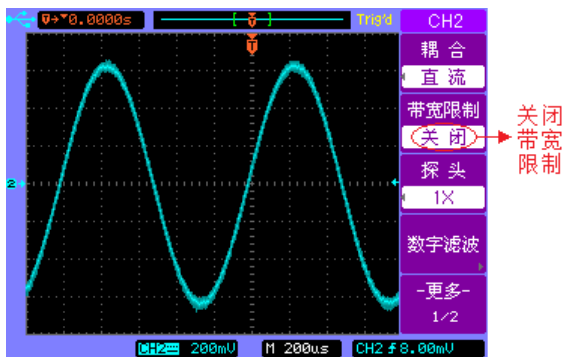 T→▼0.0000s
T
Trig'd
CH2
T
耦 合
直 流
带宽限制
关 闭
探 头
1X
数字滤波
-更多-
1/2
2
CH2 200mV
M 200us
CH2 8.00mV
关闭
带宽
限制